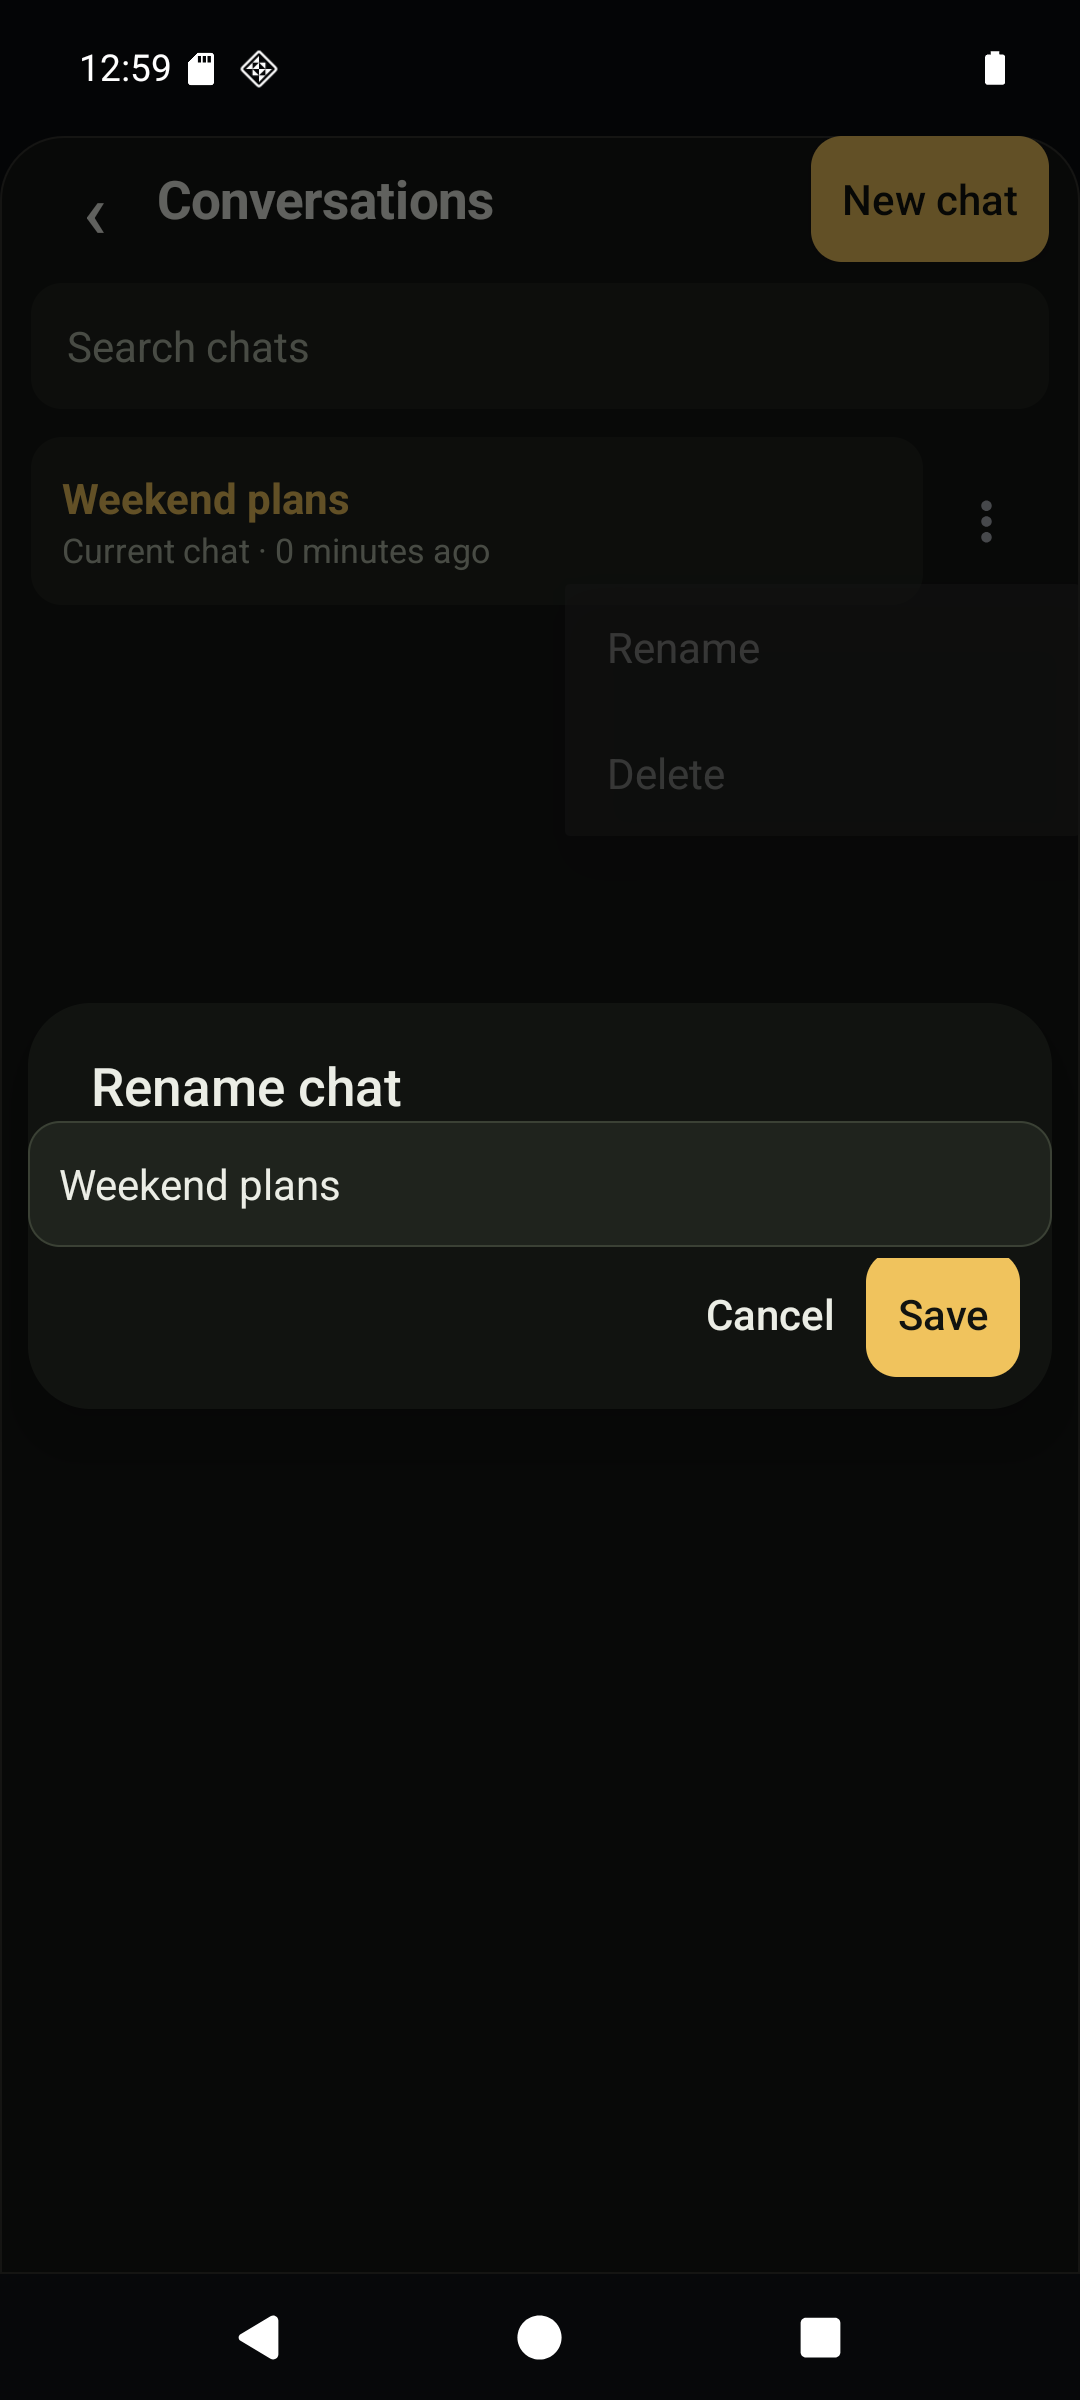 12:59
Conversations
New chat
Search chats
Weekend plans
Current chat · 0 minutes ago
Rename
Delete
Rename chat
Weekend plans
Cancel
Save